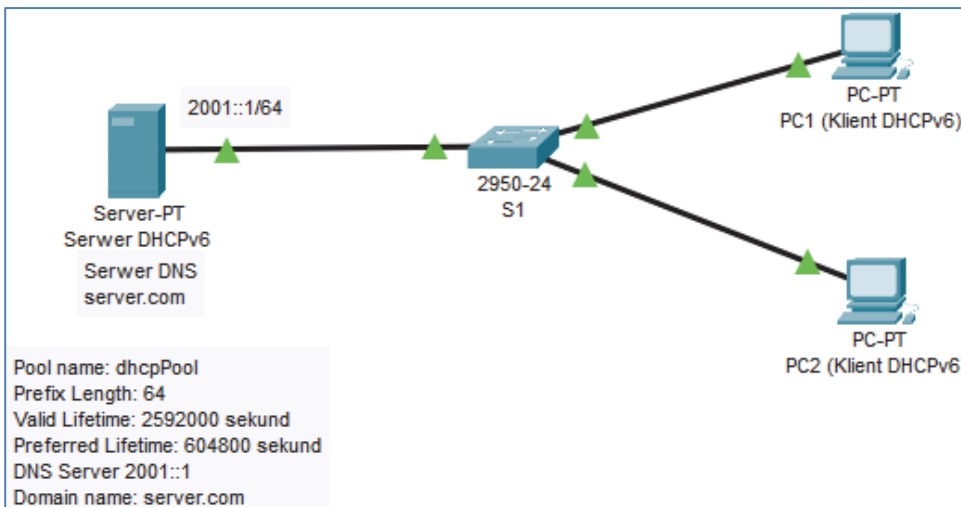 2001::1/64
PC-PT
PC1 (Klient DHCPv6)
2950-24
S1
Server-PT
Serwer DHCPv6
Serwer DNS
server.com
PC-PT
PC2 (Klient DHCPv6
Pool name: dhcpPool
Prefix Length: 64
Valid Lifetime: 2592000 sekund
Preferred Lifetime: 604800 sekund
DNS Server 2001::1
Domain name: server.com